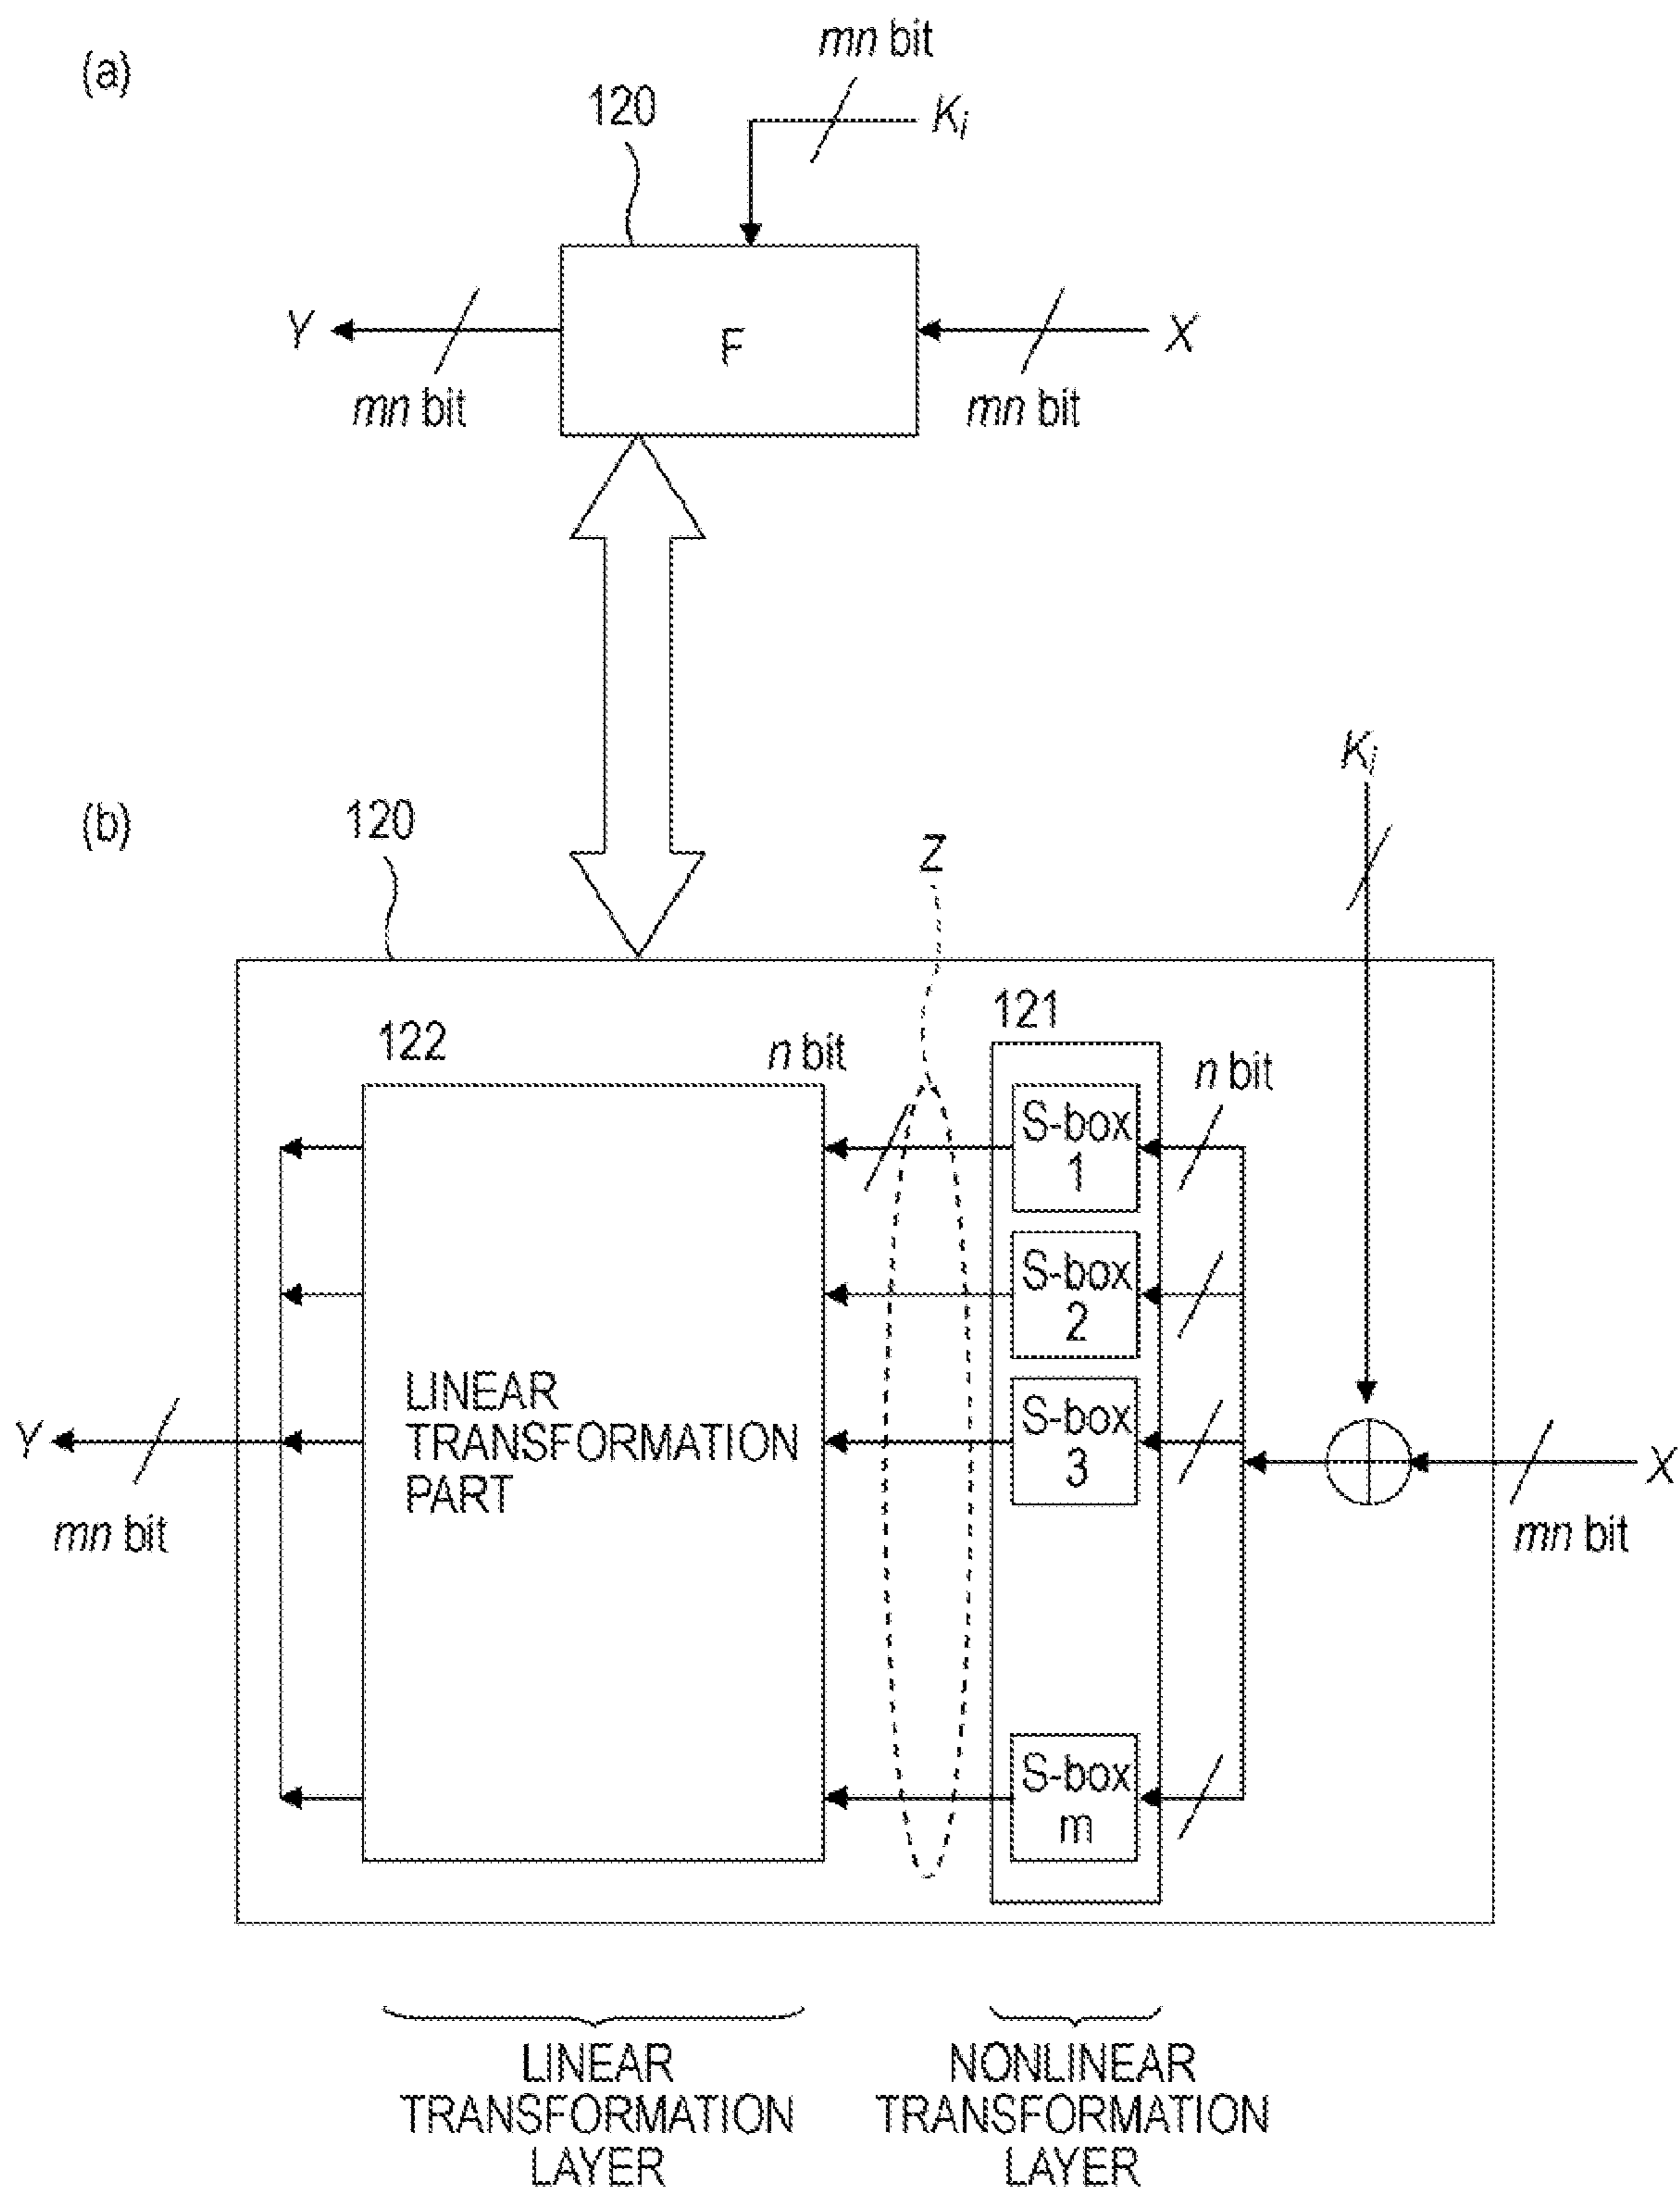 (a)
mn bit
120
Ki
F
Y
X
mn bit
mn bit
Ki
(b)
120
Z
121
122
n bit
n bit
S-box
1
S-box
2
S-box
3
S-box
m
LINEAR
TRANSFORMATION
PART
Y
X
mn bit
mn bit
LINEAR
TRANSFORMATION
LAYER
NONLINEAR
TRANSFORMATION
LAYER